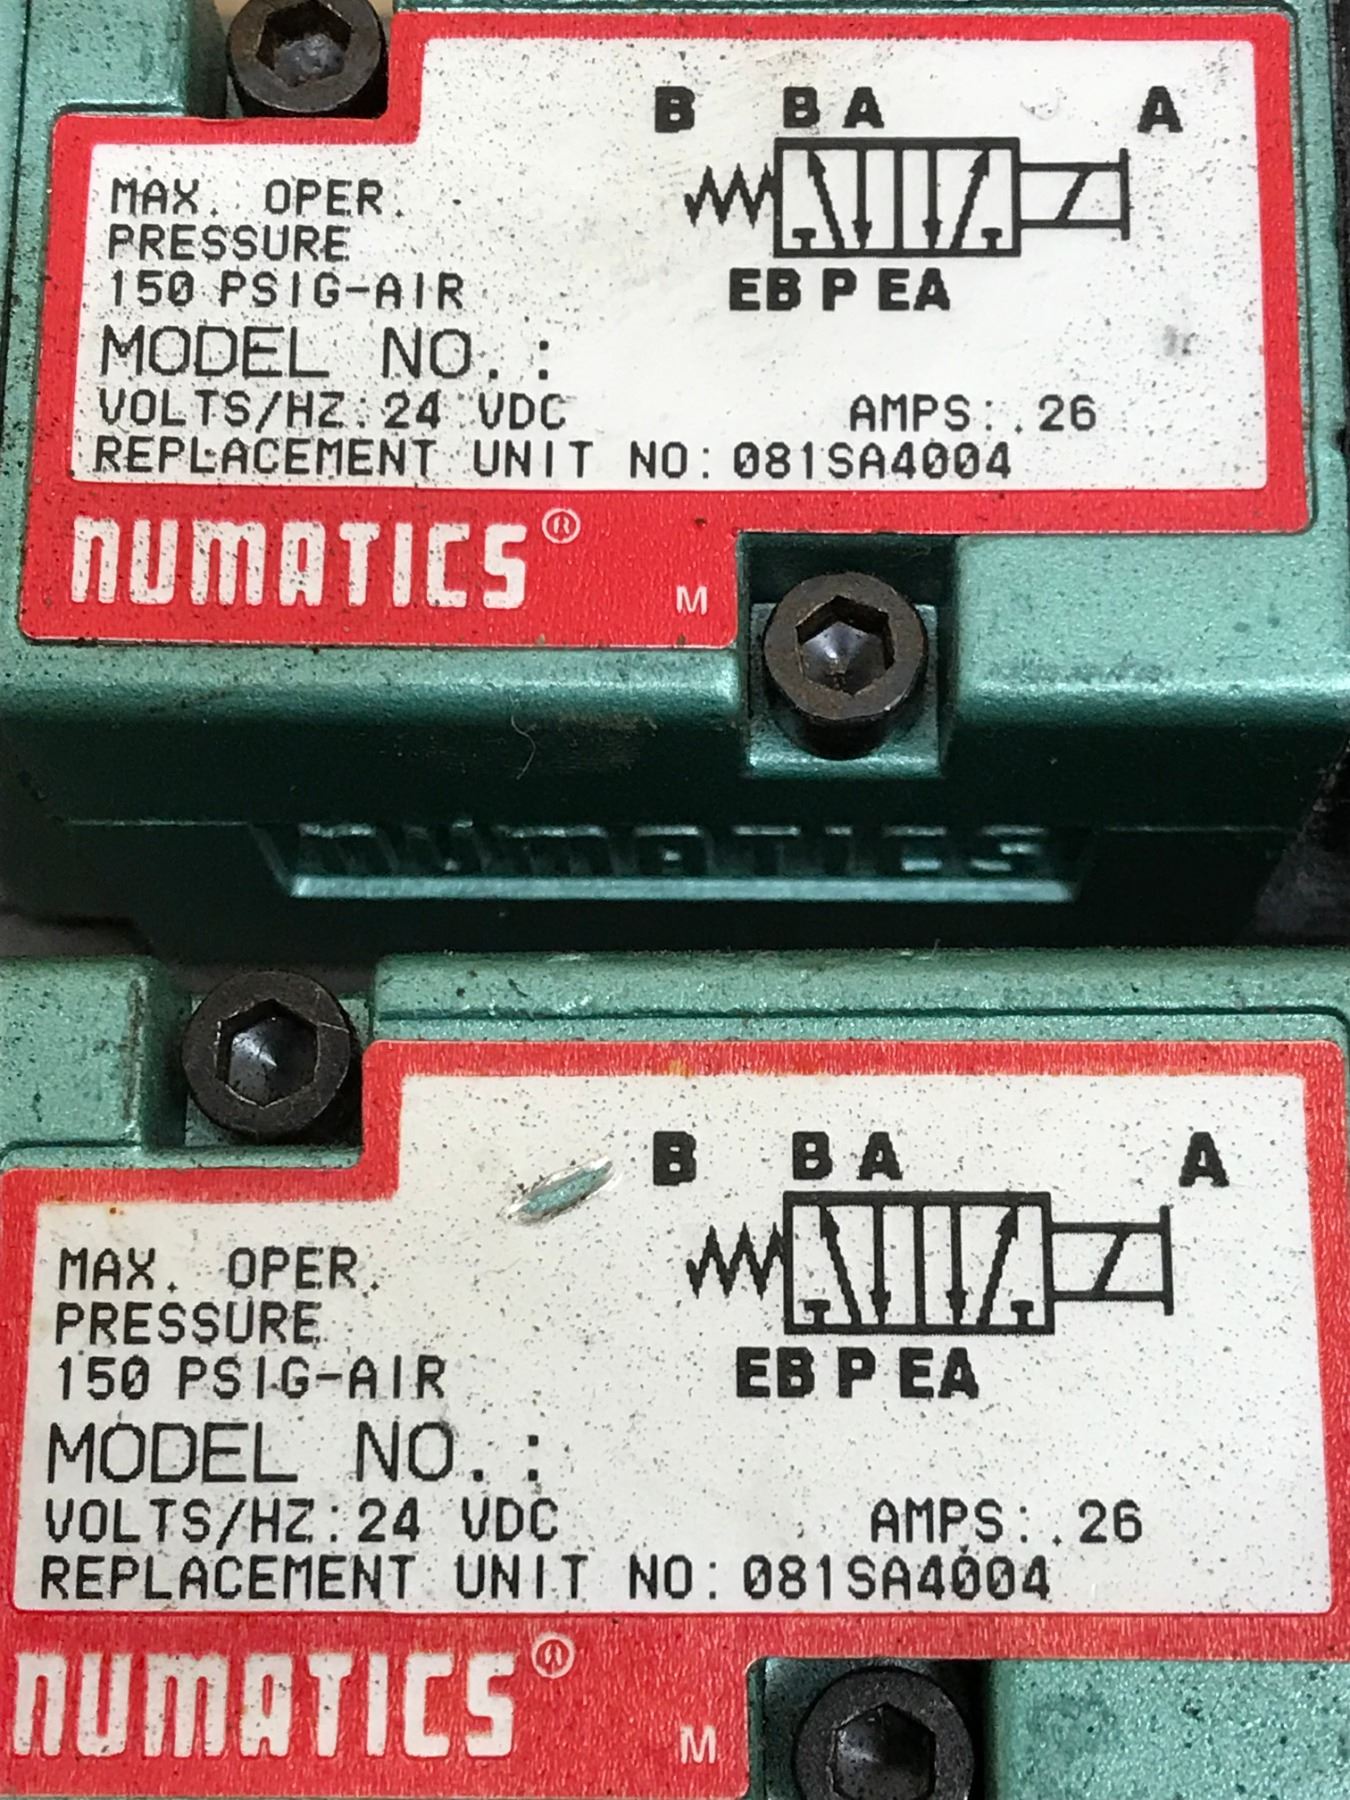 B B A A
MAX. OPER.
PRESSURE
150 PSIG-AIR
EB P EA
MODEL NO.:
VOLTS/HZ:24 VDC AMPS:.26
REPLACEMENT UNIT NO:081SA4004
NUMATICS®
M
NUMATICS
B B A A
MAX. OPER.
PRESSURE
150 PSIG-AIR
EB P EA
MODEL NO.:
VOLTS/HZ:24 VDC AMPS:.26
REPLACEMENT UNIT NO:081SA4004
NUMATICS®
M